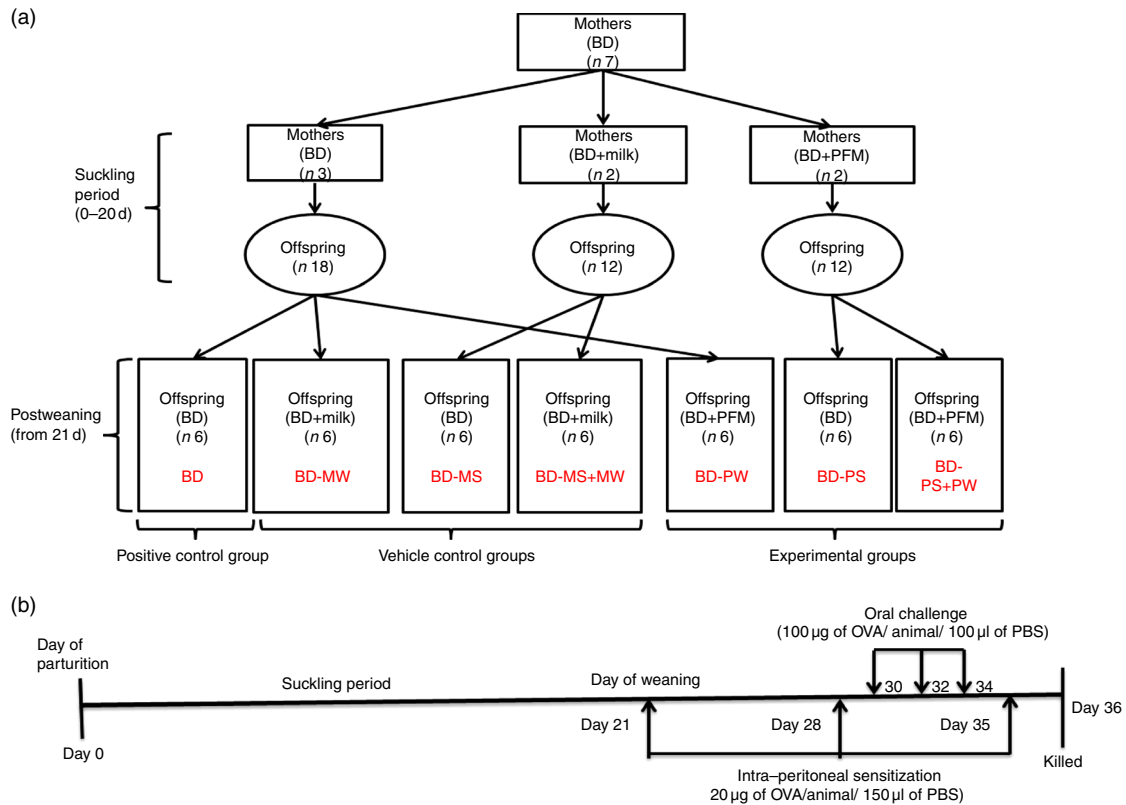 (a)
Mothers
(BD)
(n 7)
Suckling
period
(0–20 d)
Mothers
(BD)
(n 3)
Mothers
(BD+milk)
(n 2)
Mothers
(BD+PFM)
(n 2)
Offspring
(n 18)
Offspring
(n 12)
Offspring
(n 12)
Postweaning
(from 21 d)
Offspring
(BD)
(n 6)
BD
Offspring
(BD+milk)
(n 6)
BD-MW
Offspring
(BD)
(n 6)
BD-MS
Offspring
(BD+milk)
(n 6)
BD-MS+MW
Offspring
(BD+PFM)
(n 6)
BD-PW
Offspring
(BD)
(n 6)
BD-PS
Offspring
(BD+PFM)
(n 6)
BD-
PS+PW
Positive control group
Vehicle control groups
Experimental groups
(b)
Oral challenge
(100 µg of OVA/ animal/ 100 µl of PBS)
Day of
parturition
Suckling period
Day of weaning
30
32
34
Day 0
Day 21
Day 28
Day 35
Day 36
Killed
Intra–peritoneal sensitization
20 µg of OVA/animal/ 150 µl of PBS)